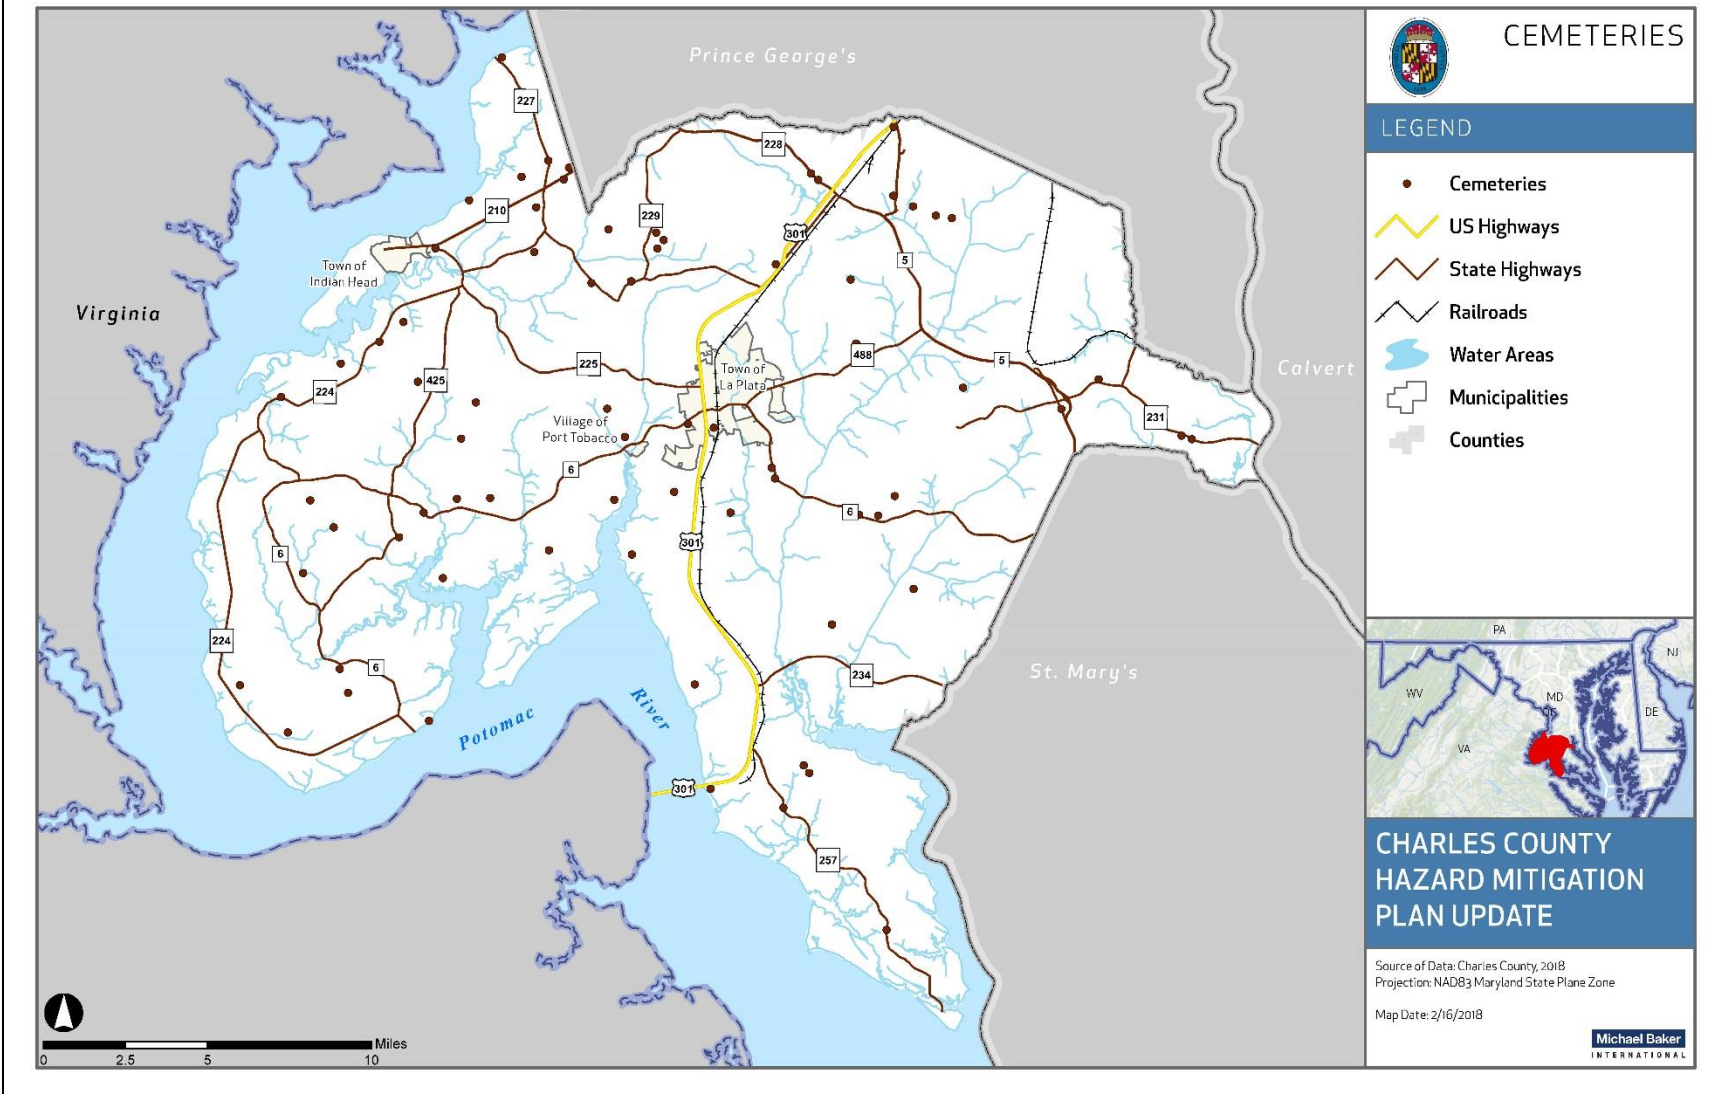 CEMETERIES
LEGEND
Cemeteries
US Highways
State Highways
Railroads
Water Areas
Municipalities
Counties
Prince George's
227
228
210
229
301
Town of
Indian Head
5
Virginia
488
5
225
Town of
La Plata
Calvert
425
224
231
Village of
Port Tobacco
6
6
301
6
224
6
234
St. Mary's
Potomac
River
301
257
Miles
0
2.5
5
10
PA
NJ
WV
MD
DC
DE
VA
CHARLES COUNTY
HAZARD MITIGATION
PLAN UPDATE
Source of Data: Charles County, 2018
Projection: NAD83 Maryland State Plane Zone
Map Date: 2/16/2018
Michael Baker
INTERNATIONAL